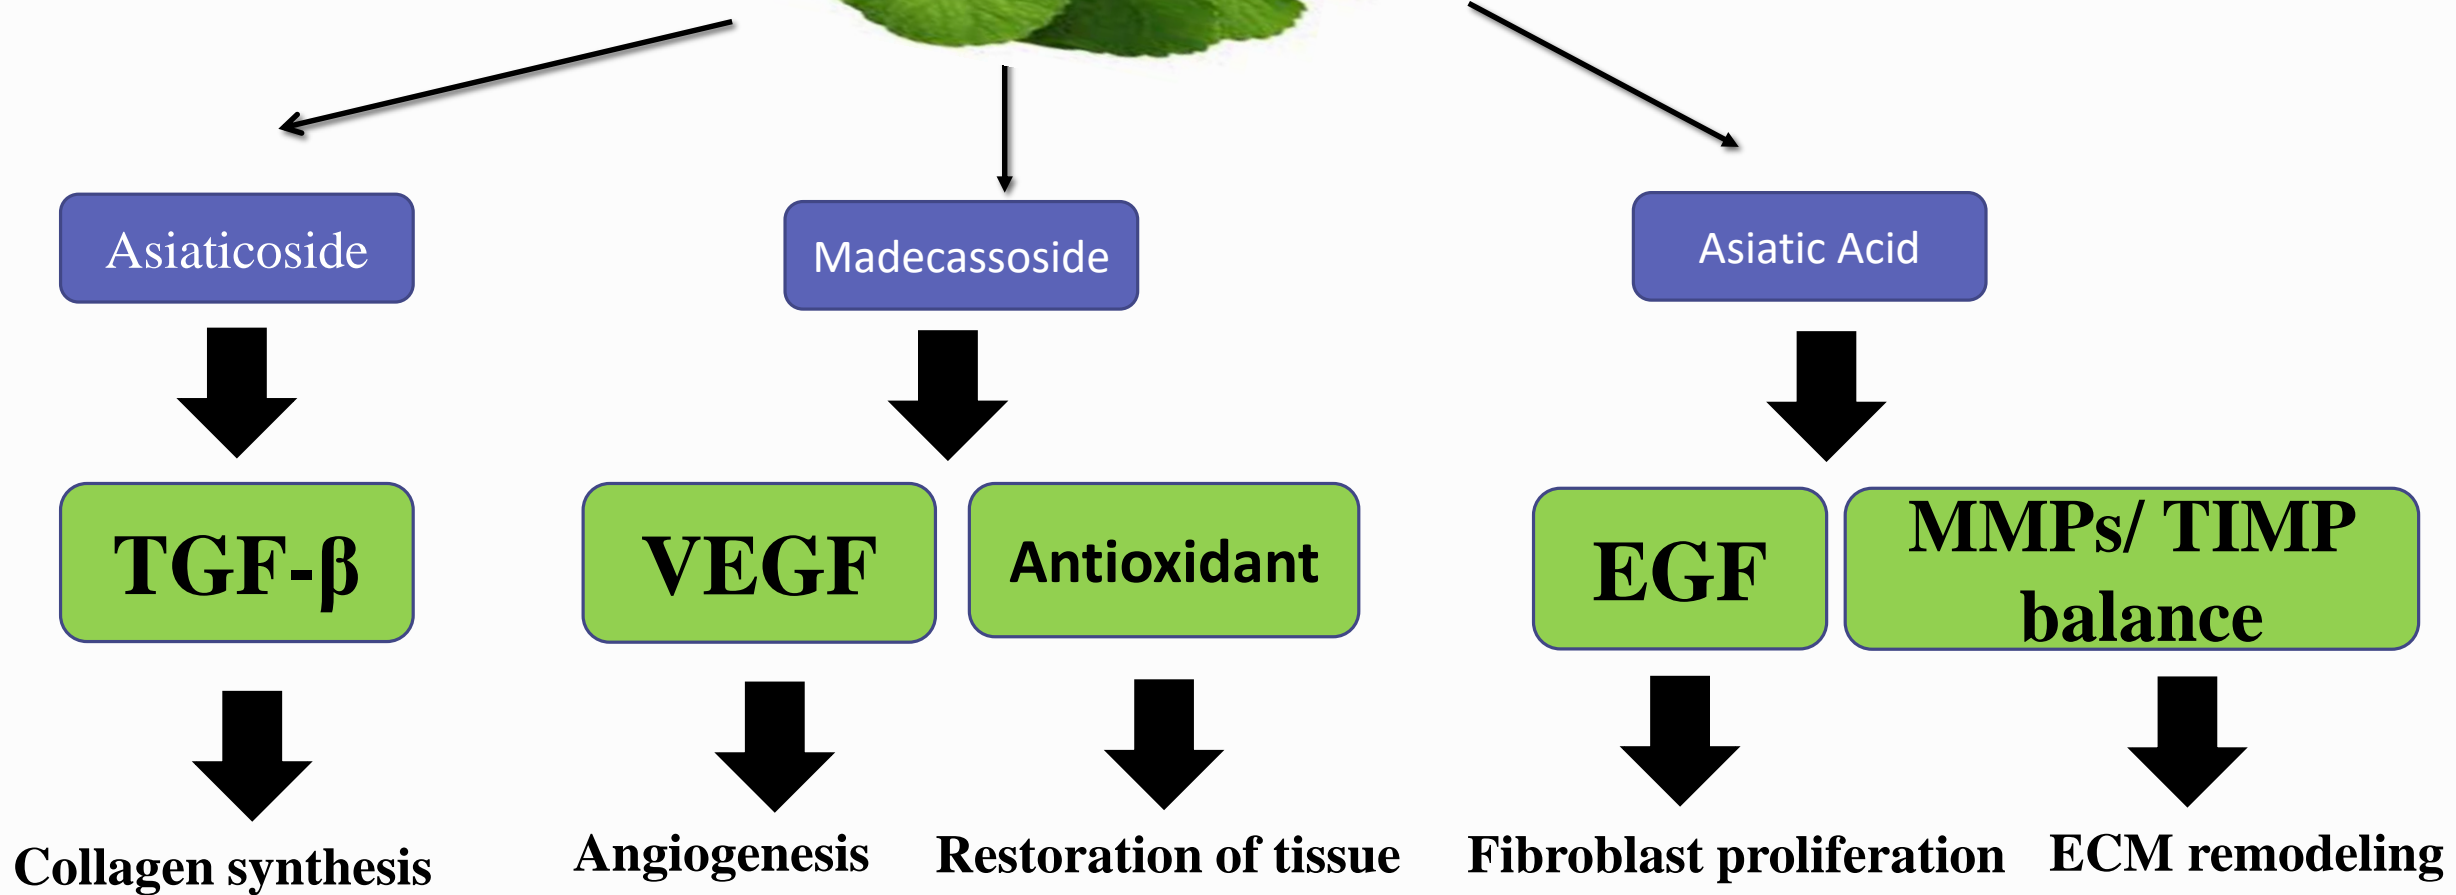 Asiaticoside
Madecassoside
Asiatic Acid
TGF-β
VEGF
Antioxidant
EGF
MMPs/ TIMP
balance
Collagen synthesis
Angiogenesis
Restoration of tissue
Fibroblast proliferation
ECM remodeling